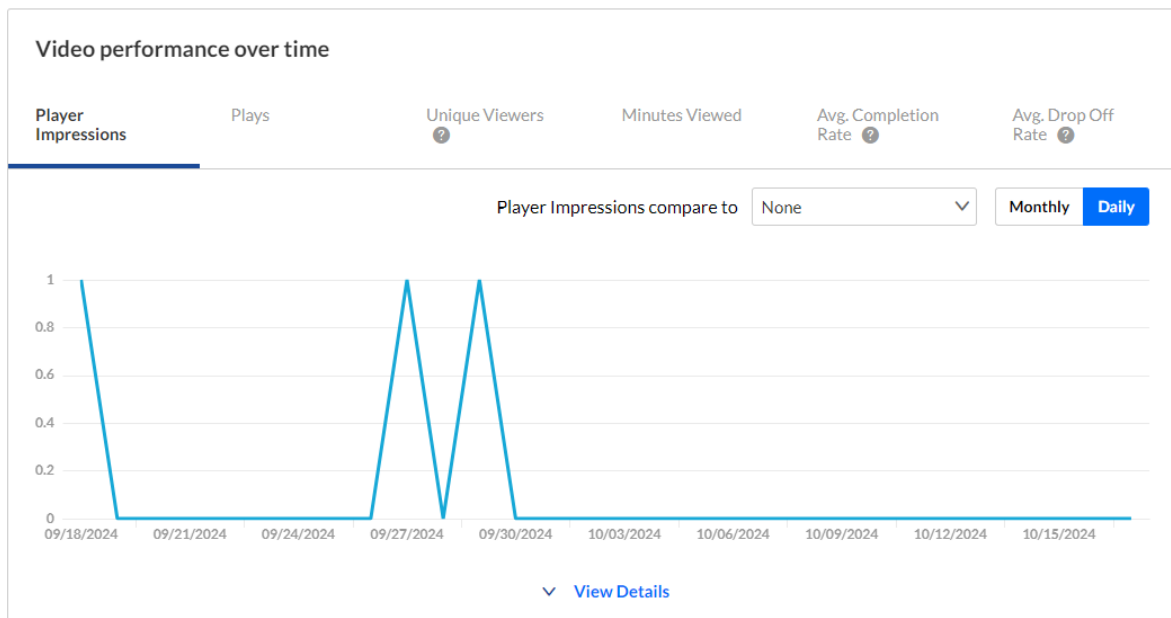 Video performance over time
Player
Impressions
Plays
Unique Viewers
?
Minutes Viewed
Avg. Completion
Rate ?
Avg. Drop Off
Rate ?
Player Impressions compare to
None
Monthly
Daily
1
0.8
0.6
0.4
0.2
0
09/18/2024 09/21/2024 09/24/2024 09/27/2024 09/30/2024 10/03/2024 10/06/2024 10/09/2024 10/12/2024 10/15/2024
View Details